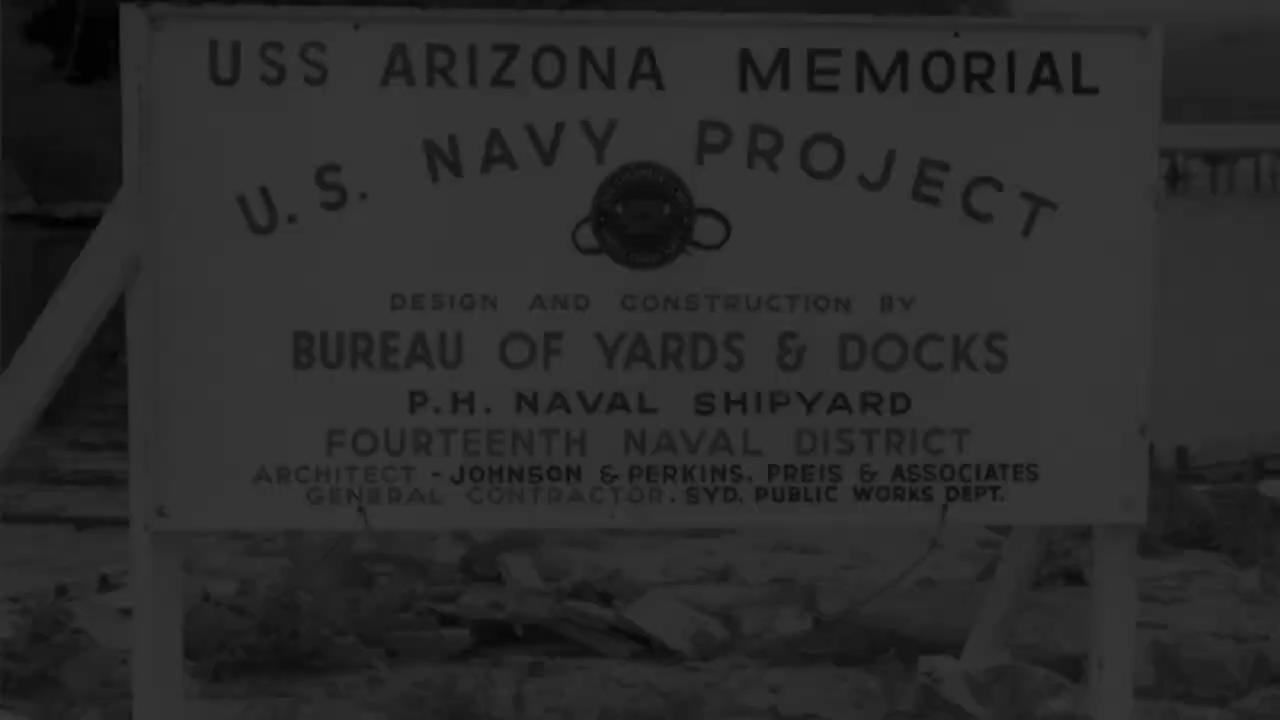 USS ARIZONA MEMORIAL
U.S. NAVY PROJECT
DESIGN AND CONSTRUCTION BY
BUREAU OF YARDS & DOCKS
P.H. NAVAL SHIPYARD
FOURTEENTH NAVAL DISTRICT
ARCHITECT - JOHNSON & PERKINS, PREIS & ASSOCIATES
GENERAL CONTRACTOR. SYD. PUBLIC WORKS DEPT.